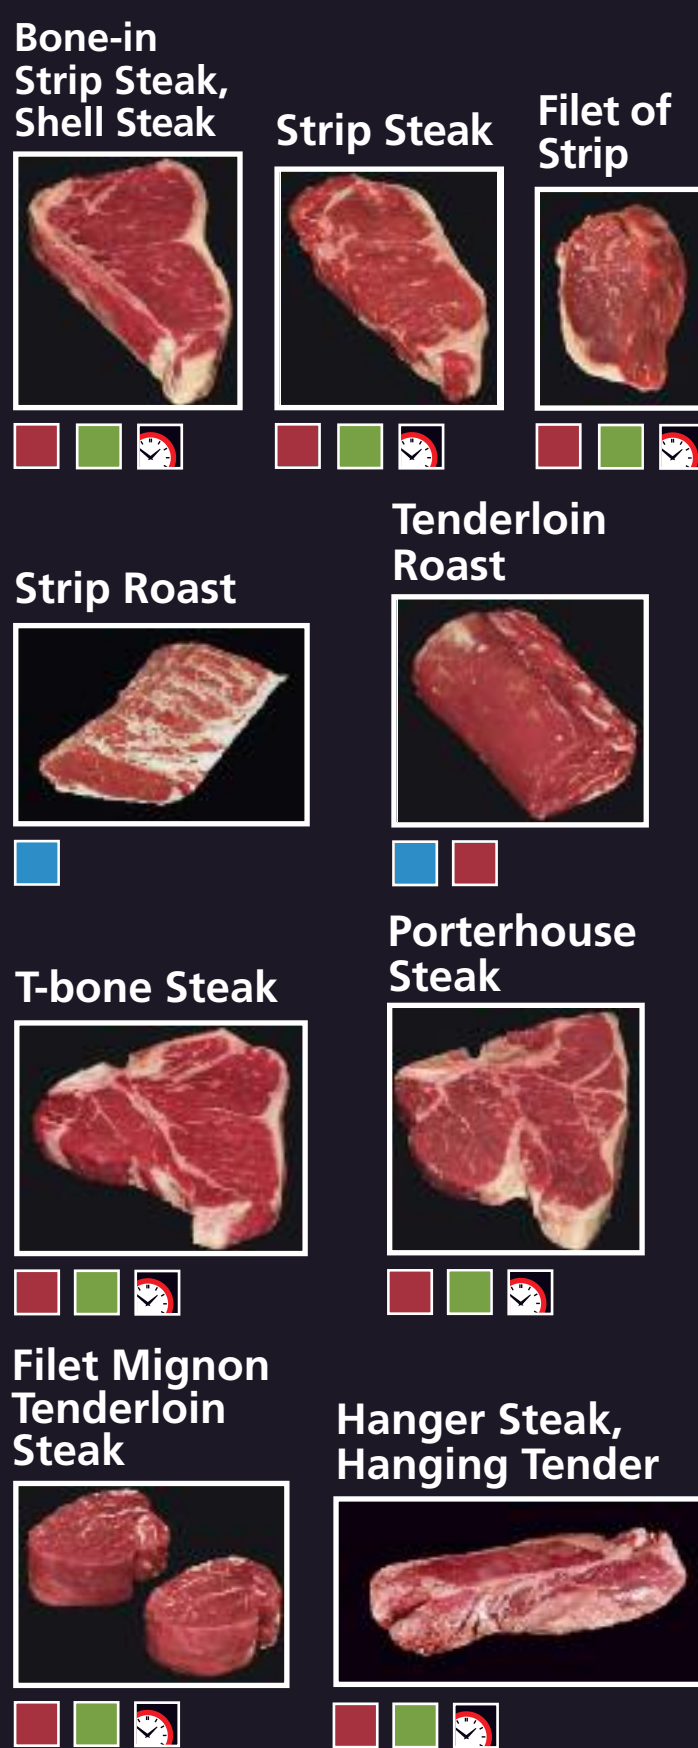 Bone-in
Strip Steak,
Shell Steak
Strip Steak
Filet of
Strip
Strip Roast
Tenderloin
Roast
T-bone Steak
Porterhouse
Steak
Filet Mignon
Tenderloin
Steak
Hanger Steak,
Hanging Tender